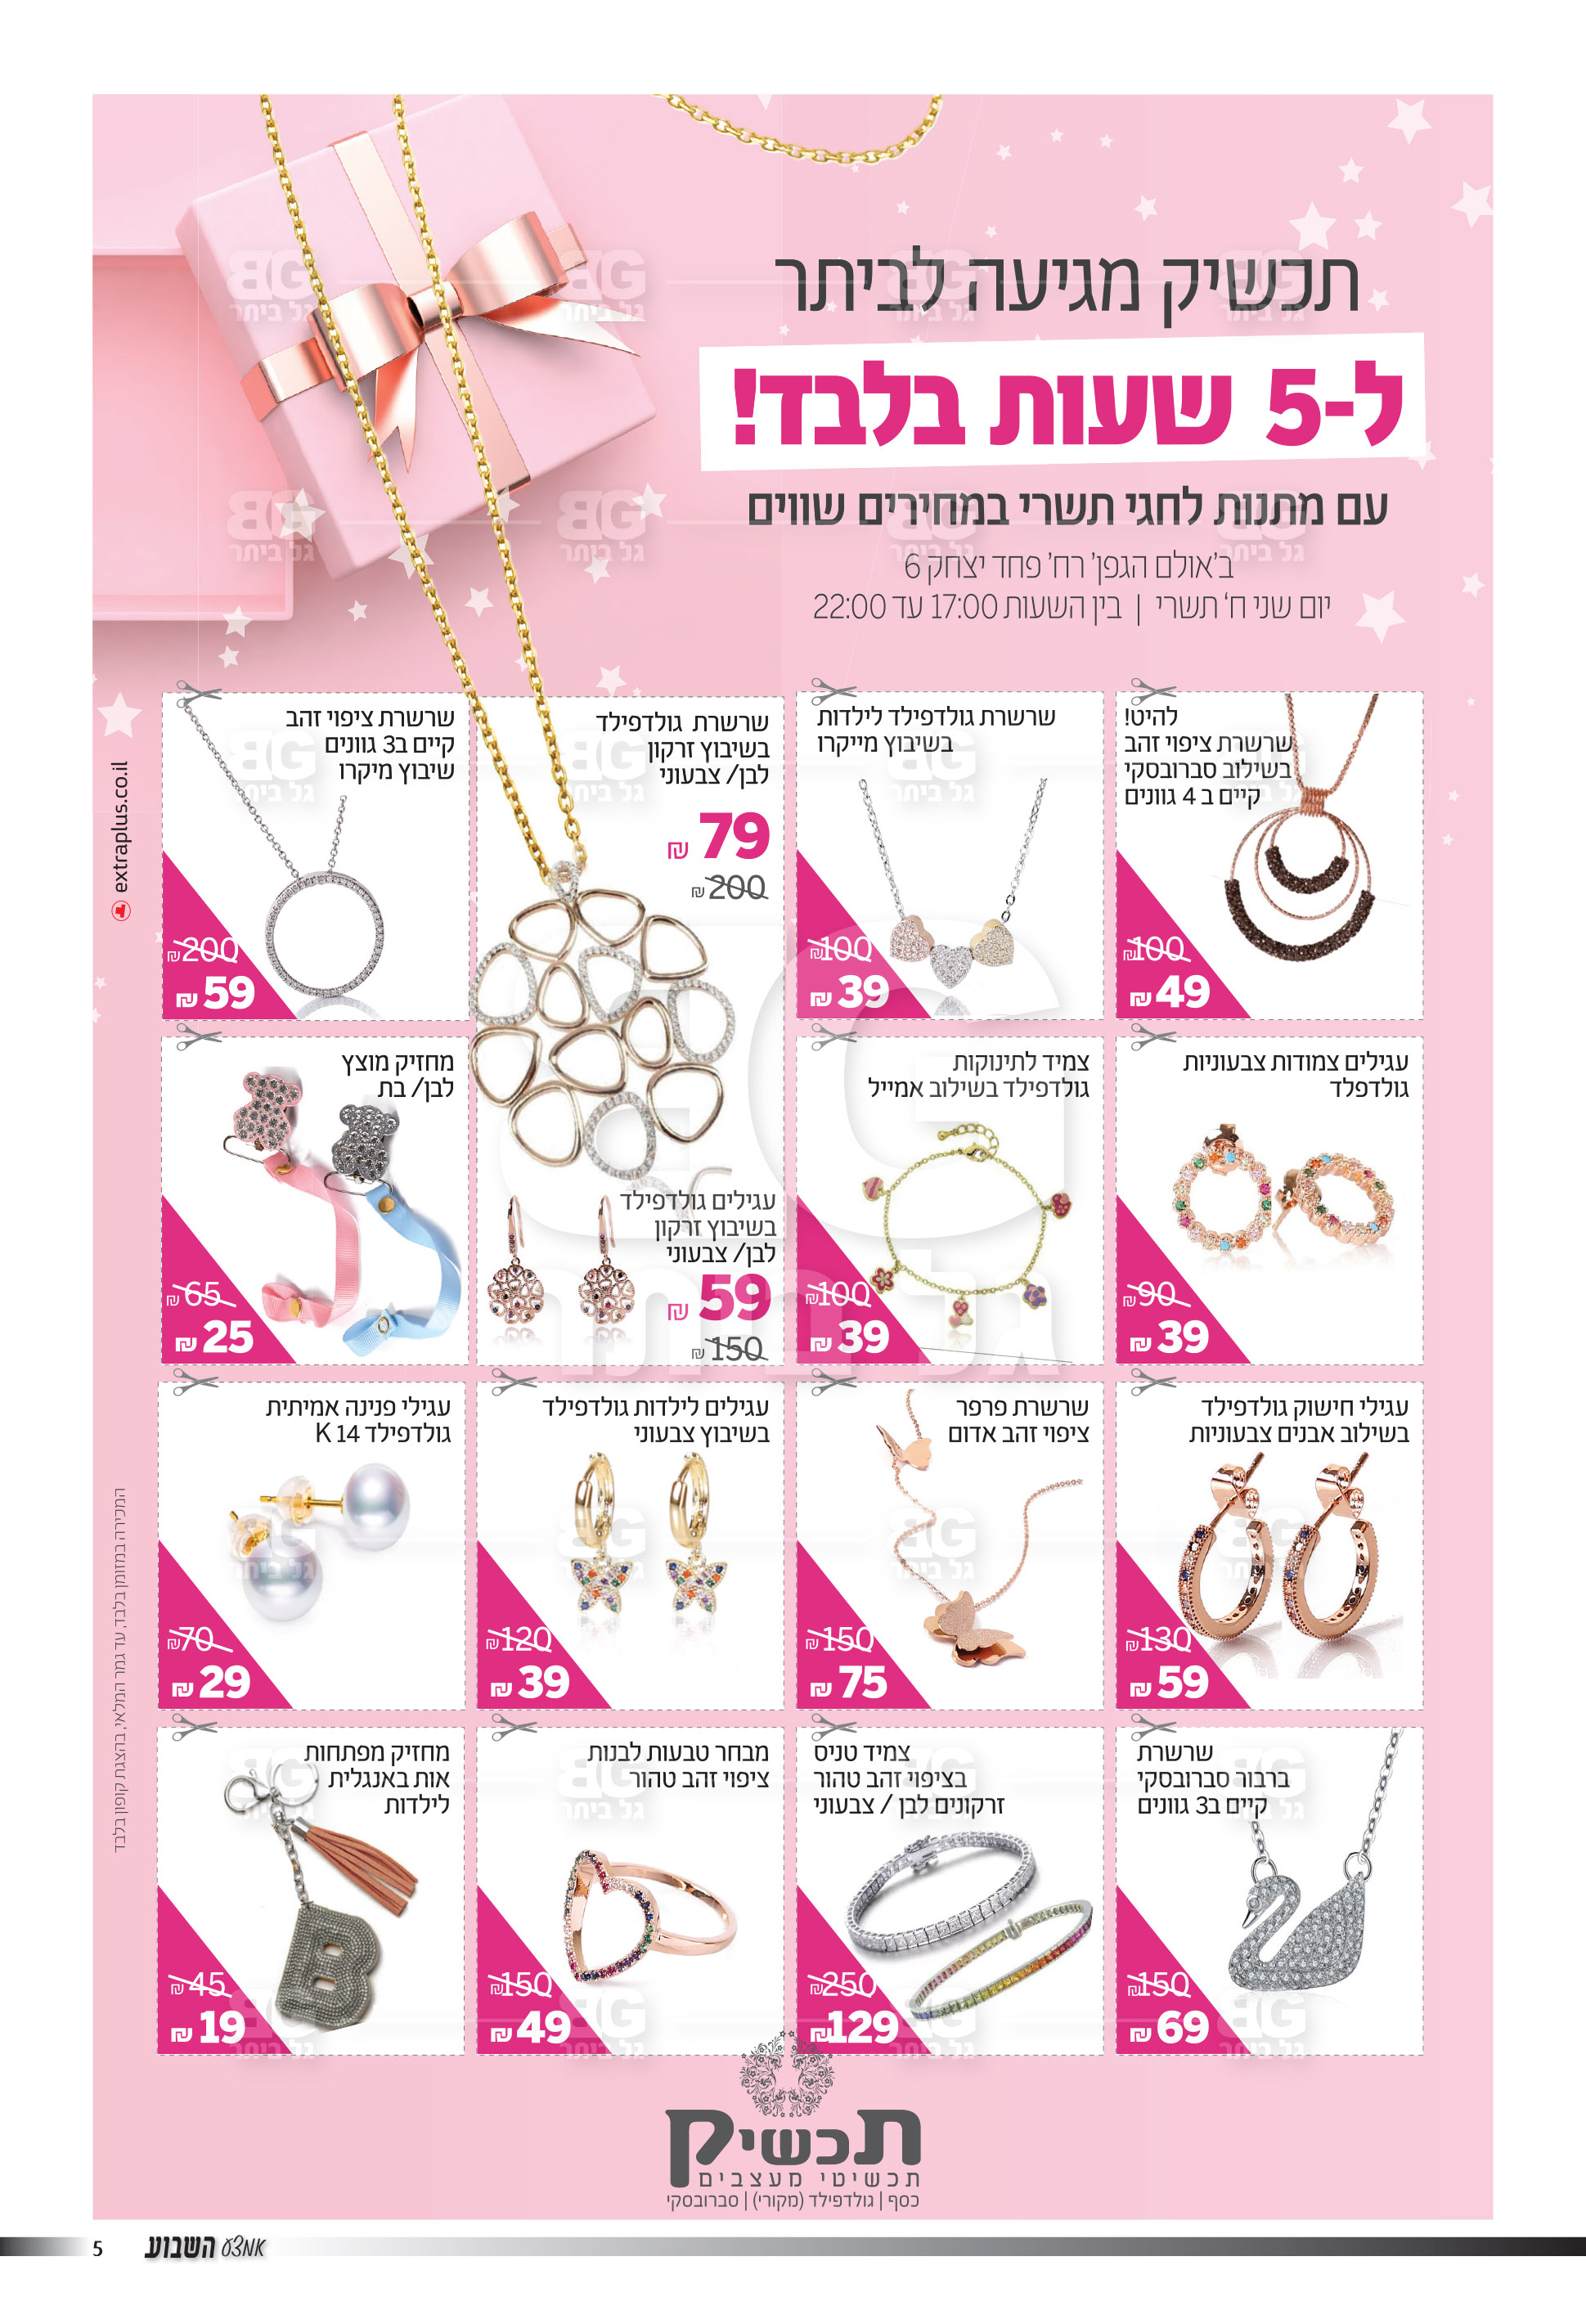 תכשיק מגיעה לביתר
ל-5 שעות בלבד!
עם מתנות לחגי תשרי במחירים שווים
ב'אולם הגפן' רח' פחד יצחק 6
יום שני ח' תשרי | בין השעות 17:00 עד 22:00
להיט!
שרשרת ציפוי זהב
בשילוב סברובסקי
קיים ב 4 גוונים
₪100
₪49
שרשרת גולדפילד לילדות
בשיבוץ מייקרו
₪100
₪39
שרשרת גולדפילד
בשיבוץ זרקון
לבן/ צבעוני
79 ₪
200 ₪
שרשרת ציפוי זהב
קיים ב3 גוונים
שיבוץ מיקרו
₪200
₪59
עגילים צמודות צבעוניות
גולדפלד
₪90
₪39
צמיד לתינוקות
גולדפילד בשילוב אמייל
₪100
₪39
עגילים גולדפילד
בשיבוץ זרקון
לבן/ צבעוני
59 ₪
150 ₪
מחזיק מוצץ
לבן/ בת
₪65
₪25
עגילי חישוק גולדפילד
בשילוב אבנים צבעוניות
₪130
₪59
שרשרת פרפר
ציפוי זהב אדום
₪150
₪75
עגילים לילדות גולדפילד
בשיבוץ צבעוני
₪120
₪39
עגילי פנינה אמיתית
גולדפילד 14 K
₪70
₪29
שרשרת
ברבור סברובסקי
קיים ב3 גוונים
₪150
₪69
צמיד טניס
בציפוי זהב טהור
זרקונים לבן / צבעוני
₪250
₪129
מבחר טבעות לבנות
ציפוי זהב טהור
₪150
₪49
מחזיק מפתחות
אות באנגלית
לילדות
₪45
₪19
extraplus.co.il
המכירה במזומן בלבד, עד גמר המלאי, בהצגת קופון בלבד
תכשיק
תכשיטי מעצבים
כסף | גולדפילד (מקורי) | סברובסקי
אמצע השבוע
5
BG
גל ביתר